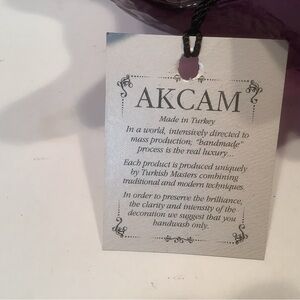 AKCAM
Made in Turkey
In a world, intensively directed to
mass production; "handmade"
process is the real luxury...
Each product is produced uniquely
by Turkish Masters combining
traditional and modern techniques.
In order to preserve the brilliance,
the clarity and intensity of the
decoration we suggest that you
handwash only.